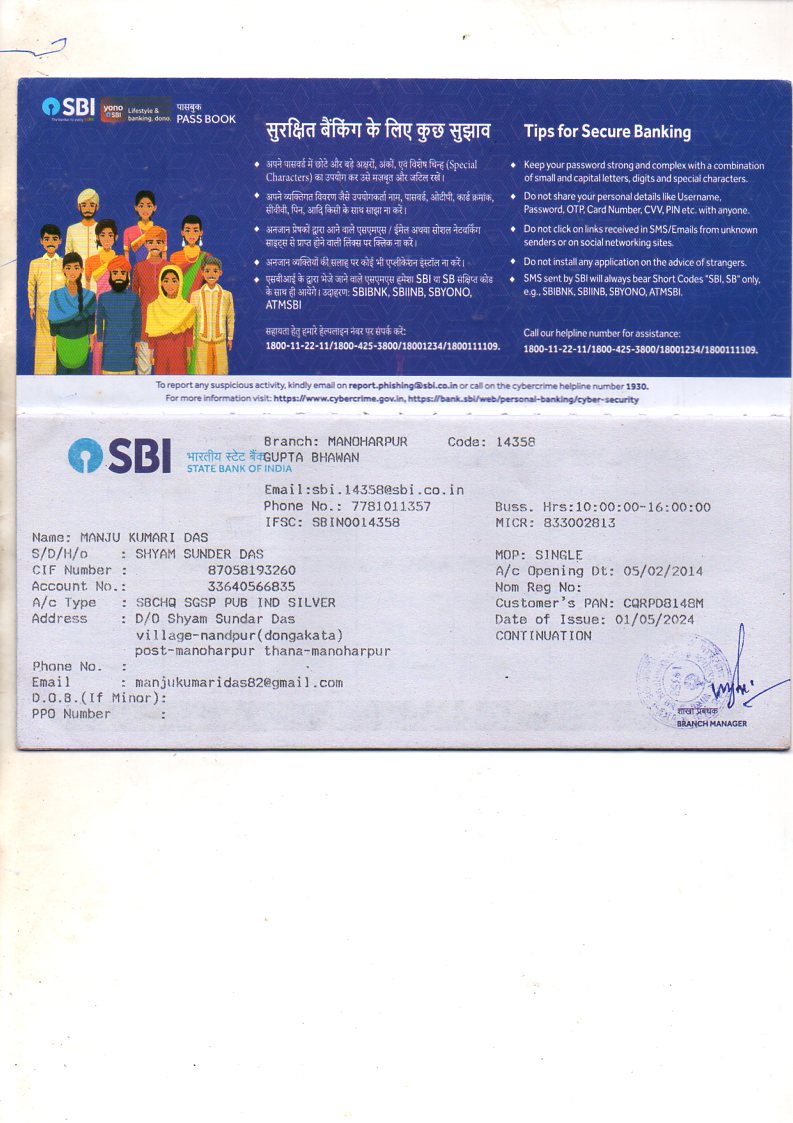 SBI
The banker to every Indian
yono SBI
Lifestyle & banking, dono.
पासबुक
PASS BOOK
सुरक्षित बैंकिंग के लिए कुछ सुझाव
अपने पासवर्ड में छोटे और बड़े अक्षरों, अंकों, एवं विशेष चिन्ह (Special
Characters) का उपयोग कर उसे मज़बूत और जटिल रखें।
अपने व्यक्तिगत विवरण जैसे उपयोगकर्ता नाम, पासवर्ड, ओटीपी, कार्ड क्रमांक,
सीवीवी, पिन, आदि किसी के साथ साझा ना करें।
अनजान प्रेषकों द्वारा आने वाले एसएमएस / ईमेल अथवा सोशल नेटवर्किंग
साइट्स से प्राप्त होने वाली लिंक्स पर क्लिक ना करें।
अनजान व्यक्तियों की सलाह पर कोई भी एप्लीकेशन इंस्टॉल ना करें।
एसबीआई के द्वारा भेजे जाने वाले एसएमएस हमेशा SBI या SB संक्षिप्त कोड
के साथ ही आयेंगे। उदाहरण: SBIBNK, SBIINB, SBYONO,
ATMSBI
सहायता हेतु हमारे हेल्पलाइन नंबर पर संपर्क करें:
1800-11-22-11/1800-425-3800/18001234/1800111109.
Tips for Secure Banking
Keep your password strong and complex with a combination
of small and capital letters, digits and special characters.
Do not share your personal details like Username,
Password, OTP, Card Number, CVV, PIN etc. with anyone.
Do not click on links received in SMS/Emails from unknown
senders or on social networking sites.
Do not install any application on the advice of strangers.
SMS sent by SBI will always bear Short Codes "SBI, SB" only,
e.g., SBIBNK, SBIINB, SBYONO, ATMSBI.
Call our helpline number for assistance:
1800-11-22-11/1800-425-3800/18001234/1800111109.
To report any suspicious activity, kindly email on report.phishing@sbi.co.in or call on the cybercrime helpline number 1930.
For more information visit: https://www.cybercrime.gov.in, https://bank.sbi/web/personal-banking/cyber-security
SBI
भारतीय स्टेट बैंक
STATE BANK OF INDIA
Branch: MANOHARPUR Code: 14358
GUPTA BHAWAN
Email:sbi.14358@sbi.co.in
Phone No.: 7781011357 Buss. Hrs:10:00:00-16:00:00
IFSC: SBIN0014358 MICR: 833002813
Name: MANJU KUMARI DAS
S/D/H/o : SHYAM SUNDER DAS MOP: SINGLE
CIF Number : 87058193260 A/c Opening Dt: 05/02/2014
Account No.: 33640566835 Nom Reg No:
A/c Type : SBCHQ SGSP PUB IND SILVER Customer's PAN: CQRPD8148M
Address : D/O Shyam Sundar Das Date of Issue: 01/05/2024
village-nandpur(dongakata) CONTINUATION
post-manoharpur thana-manoharpur
Phone No. :
Email : manjukumaridas82@gmail.com
D.O.B.(If Minor):
PPO Number :
शाखा प्रबंधक
BRANCH MANAGER